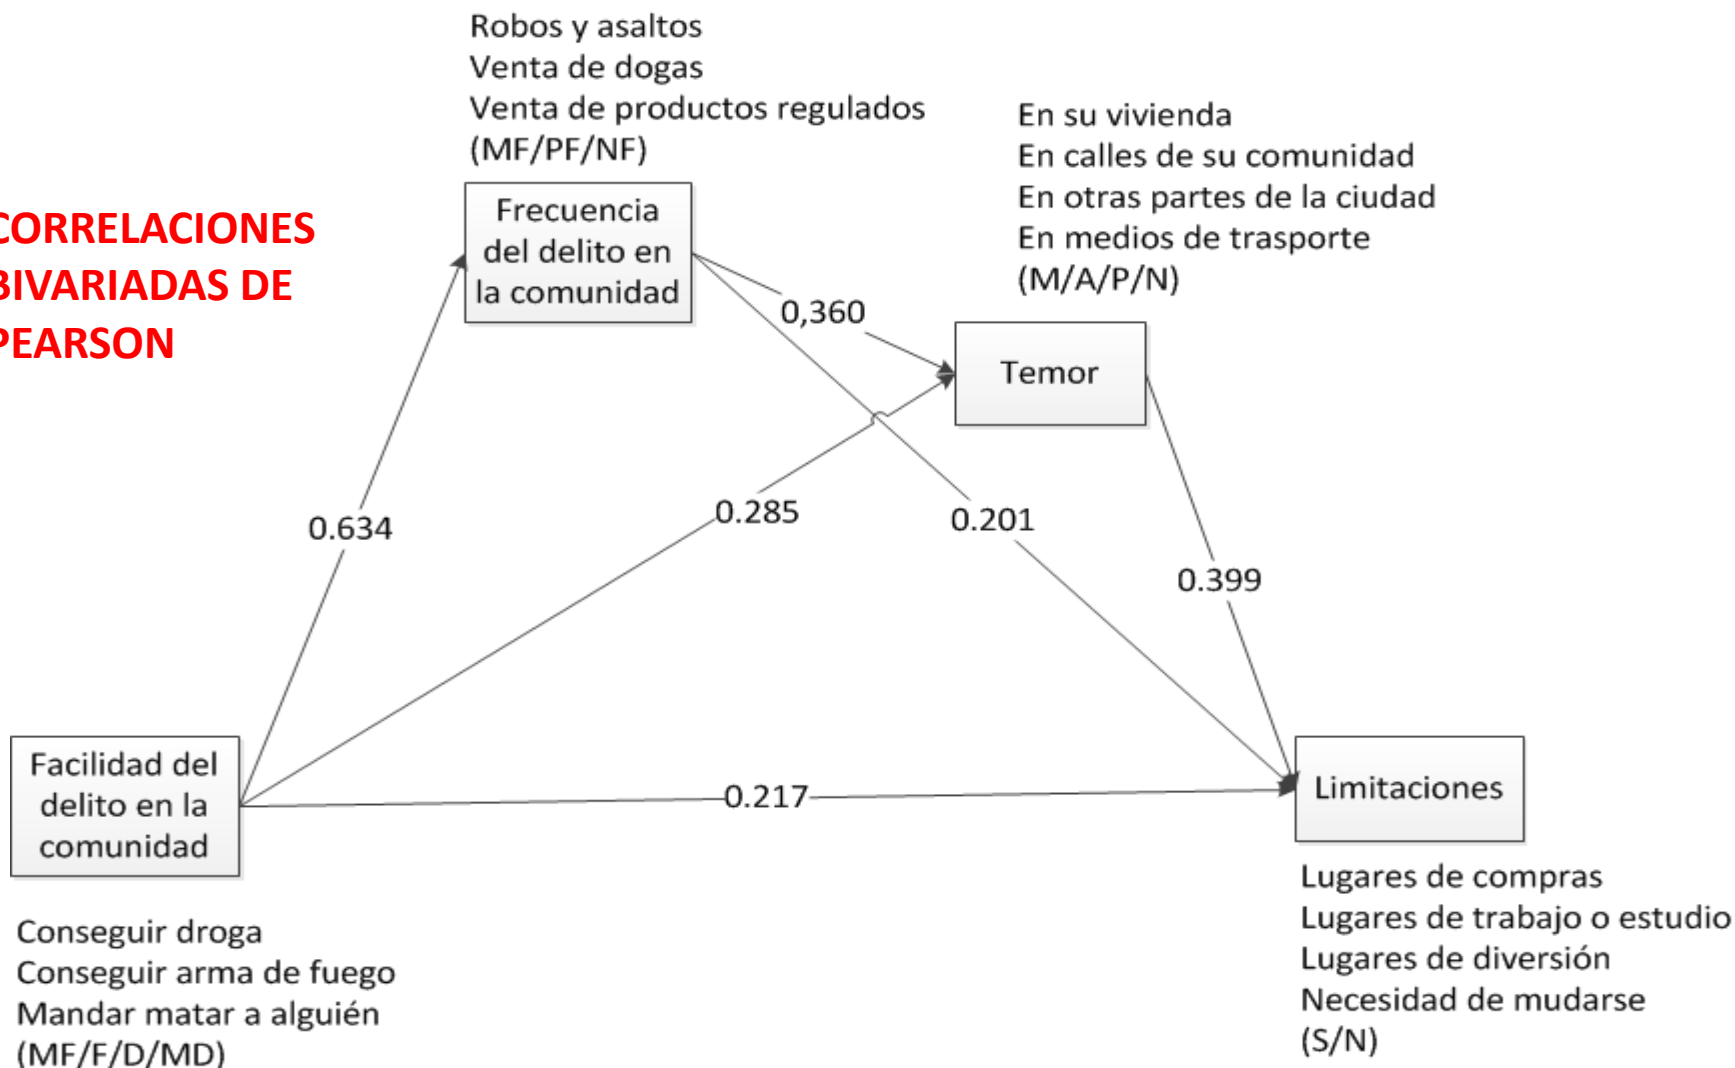 Robos y asaltos
Venta de dogas
Venta de productos regulados
(MF/PF/NF)
En su vivienda
En calles de su comunidad
En otras partes de la ciudad
En medios de trasporte
(M/A/P/N)
CORRELACIONES
BIVARIADAS DE
PEARSON
Frecuencia
del delito en
la comunidad
0,360
Temor
0.634
0.285
0.201
0.399
Facilidad del
delito en la
comunidad
0.217
Limitaciones
Conseguir droga
Conseguir arma de fuego
Mandar matar a alguién
(MF/F/D/MD)
Lugares de compras
Lugares de trabajo o estudio
Lugares de diversión
Necesidad de mudarse
(S/N)